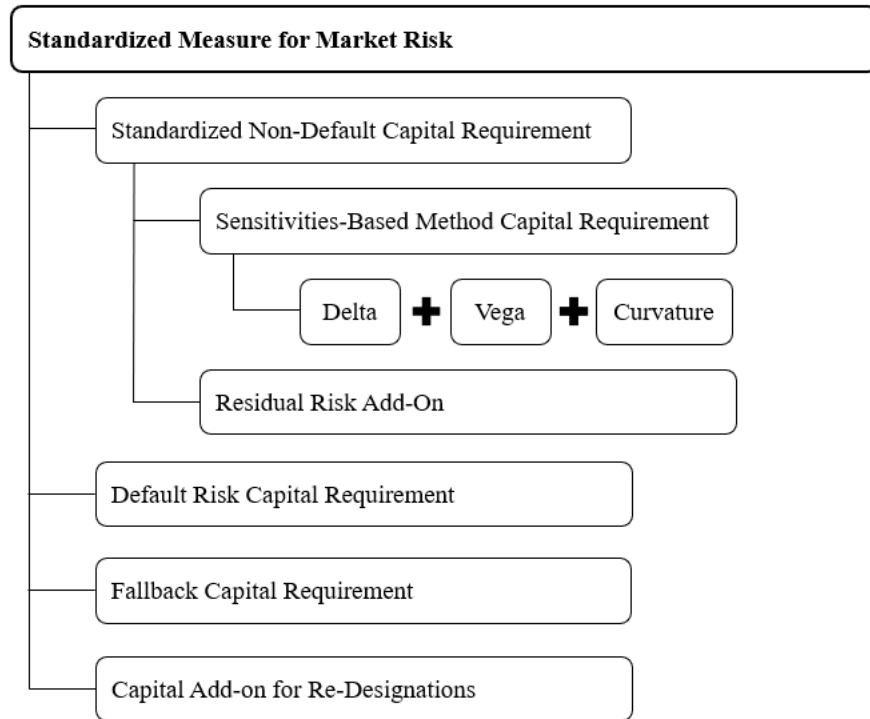 Standardized Measure for Market Risk
Standardized Non-Default Capital Requirement
Sensitivities-Based Method Capital Requirement
Delta + Vega + Curvature
Residual Risk Add-On
Default Risk Capital Requirement
Fallback Capital Requirement
Capital Add-on for Re-Designations